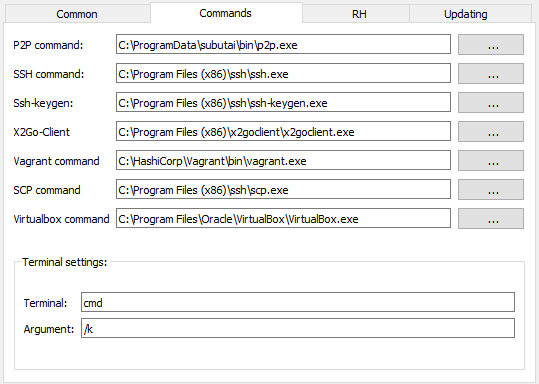 Common Commands RH Updating
P2P command: C:\ProgramData\subutai\bin\p2p.exe ...
SSH command: C:\Program Files (x86)\ssh\ssh.exe ...
Ssh-keygen: C:\Program Files (x86)\ssh\ssh-keygen.exe ...
X2Go-Client C:\Program Files (x86)\x2goclient\x2goclient.exe ...
Vagrant command C:\HashiCorp\Vagrant\bin\vagrant.exe ...
SCP command C:\Program Files (x86)\ssh\scp.exe ...
Virtualbox command C:\Program Files\Oracle\VirtualBox\VirtualBox.exe ...
Terminal settings:
Terminal: cmd
Argument: /k